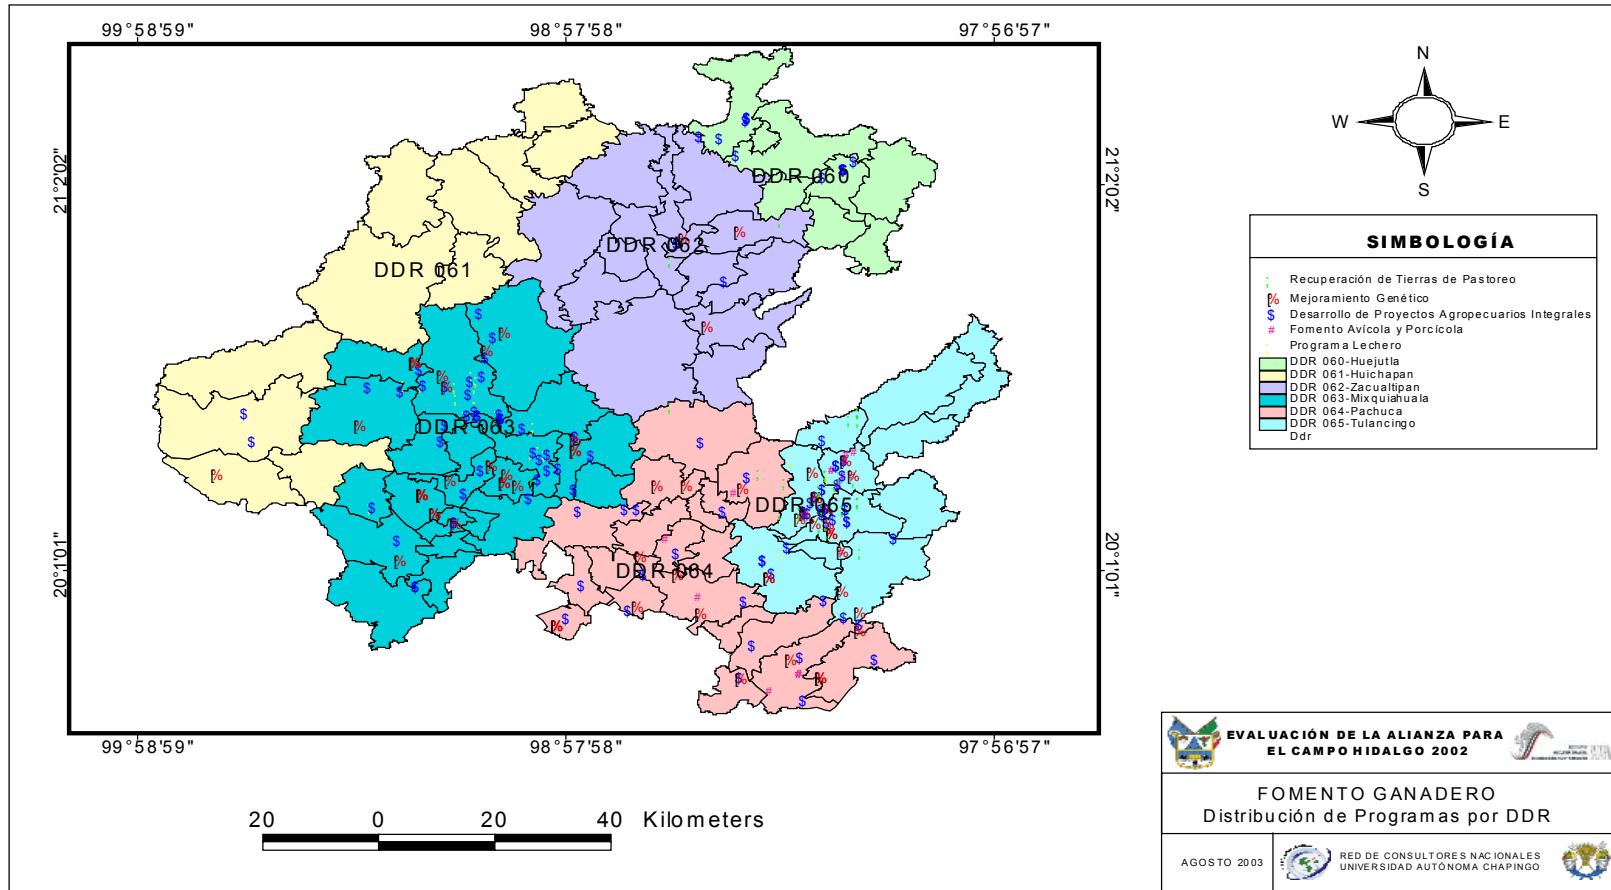 99°58'59"
98°57'58"
97°56'57"
21°2'02"
21°2'02"
20°1'01"
20°1'01"
DDR 060
DDR 062
DDR 061
DDR 063
DDR 065
DDR 064
99°58'59"
98°57'58"
97°56'57"
20 0 20 40 Kilometers
N
W E
S
SIMBOLOGÍA
Recuperación de Tierras de Pastoreo
% Mejoramiento Genético
$ Desarrollo de Proyectos Agropecuarios Integrales
# Fomento Avícola y Porcícola
Programa Lechero
DDR 060-Huejutla
DDR 061-Huichapan
DDR 062-Zacualtipan
DDR 063-Mixquiahuala
DDR 064-Pachuca
DDR 065-Tulancingo
Ddr
EVALUACIÓN DE LA ALIANZA PARA
EL CAMPO HIDALGO 2002
FOMENTO GANADERO
Distribución de Programas por DDR
AGOSTO 2003
RED DE CONSULTORES NACIONALES
UNIVERSIDAD AUTÓNOMA CHAPINGO